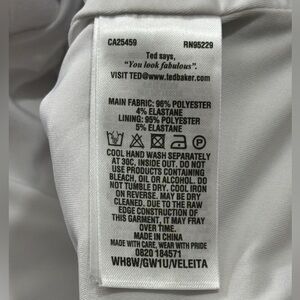 CA25459 RN95229
Ted says,
"You look fabulous".
VISIT TED@www.tedbaker.com
MAIN FABRIC: 96% POLYESTER
4% ELASTANE
LINING: 95% POLYESTER
5% ELASTANE
COOL HAND WASH SEPARATELY
AT 30C, INSIDE OUT. DO NOT
USE PRODUCTS CONTAINING
BLEACH, OIL OR ALCOHOL. DO
NOT TUMBLE DRY. COOL IRON
ON REVERSE. MAY BE DRY
CLEANED. DUE TO THE RAW
EDGE CONSTRUCTION OF
THIS GARMENT, IT MAY FRAY
OVER TIME.
MADE IN CHINA
MADE WITH CARE, WEAR WITH PRIDE
0820 184571
WH8W/GW1U/VELEITA